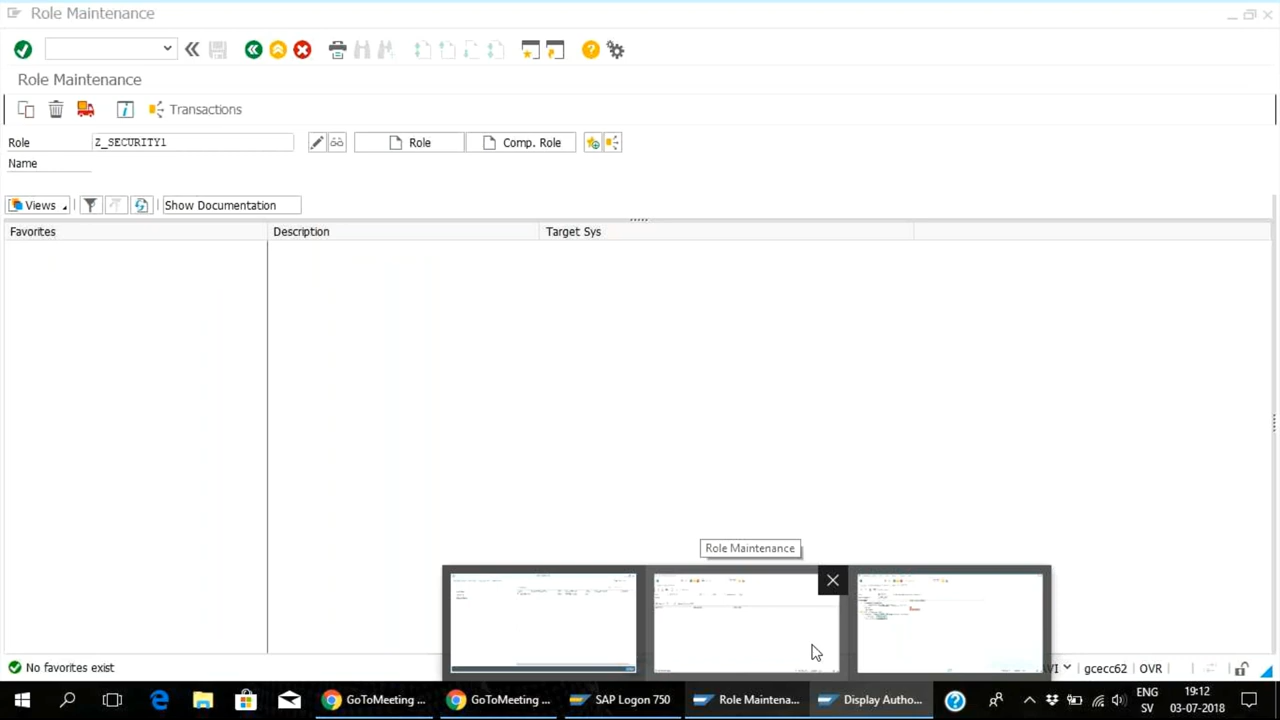 Role Maintenance
Role Maintenance
Transactions
Role Z_SECURITY1 Role Comp. Role
Name
Views Show Documentation
Favorites Description Target Sys
Role Maintenance
No favorites exist
gcecc62 OVR
GoToMeeting ... GoToMeeting ... SAP Logon 750 Role Maintena... Display Autho...
ENG 19:12
SV 03-07-2018